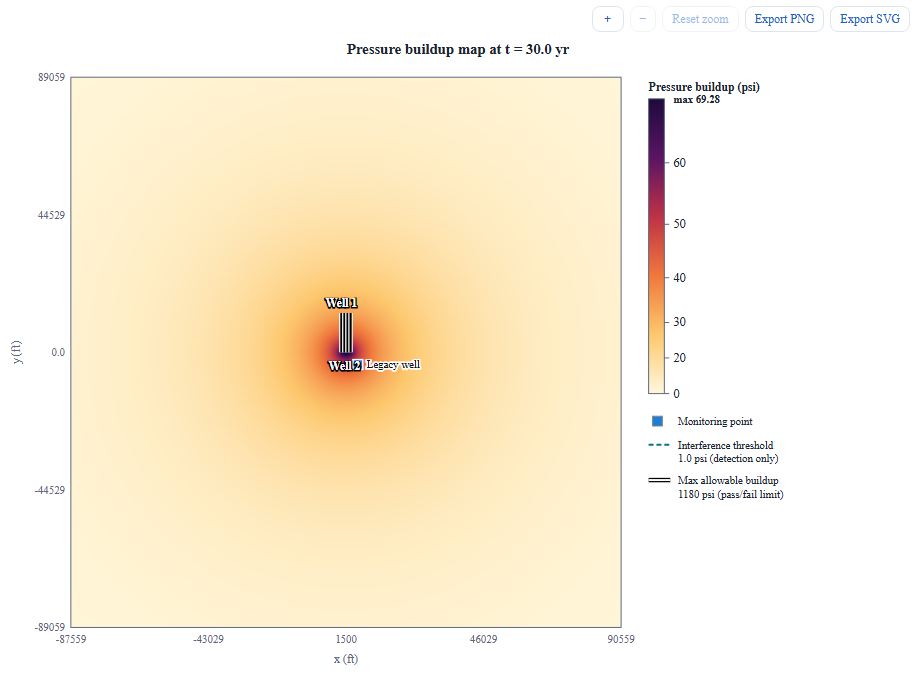 +
−
Reset zoom
Export PNG
Export SVG
Pressure buildup map at t = 30.0 yr
89059
44529
0.0
-44529
-89059
y (ft)
-87559
-43029
1500
46029
90559
x (ft)
Well 1
Well 2
Legacy well
Pressure buildup (psi)
max 69.28
60
50
40
30
20
0
Monitoring point
Interference threshold
1.0 psi (detection only)
Max allowable buildup
1180 psi (pass/fail limit)